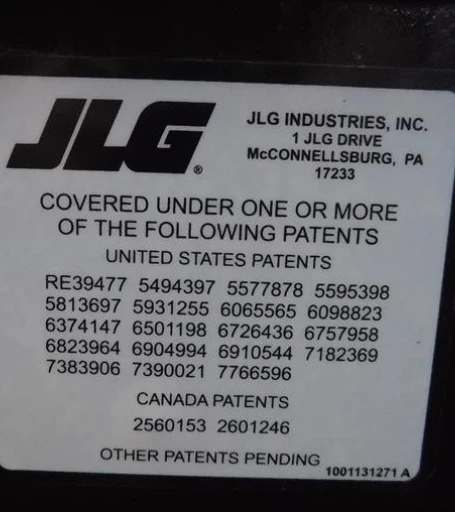 JLG®
JLG INDUSTRIES, INC.
1 JLG DRIVE
McCONNELLSBURG, PA
17233
COVERED UNDER ONE OR MORE
OF THE FOLLOWING PATENTS
UNITED STATES PATENTS
RE39477 5494397 5577878 5595398
5813697 5931255 6065565 6098823
6374147 6501198 6726436 6757958
6823964 6904994 6910544 7182369
7383906 7390021 7766596
CANADA PATENTS
2560153 2601246
OTHER PATENTS PENDING
1001131271 A